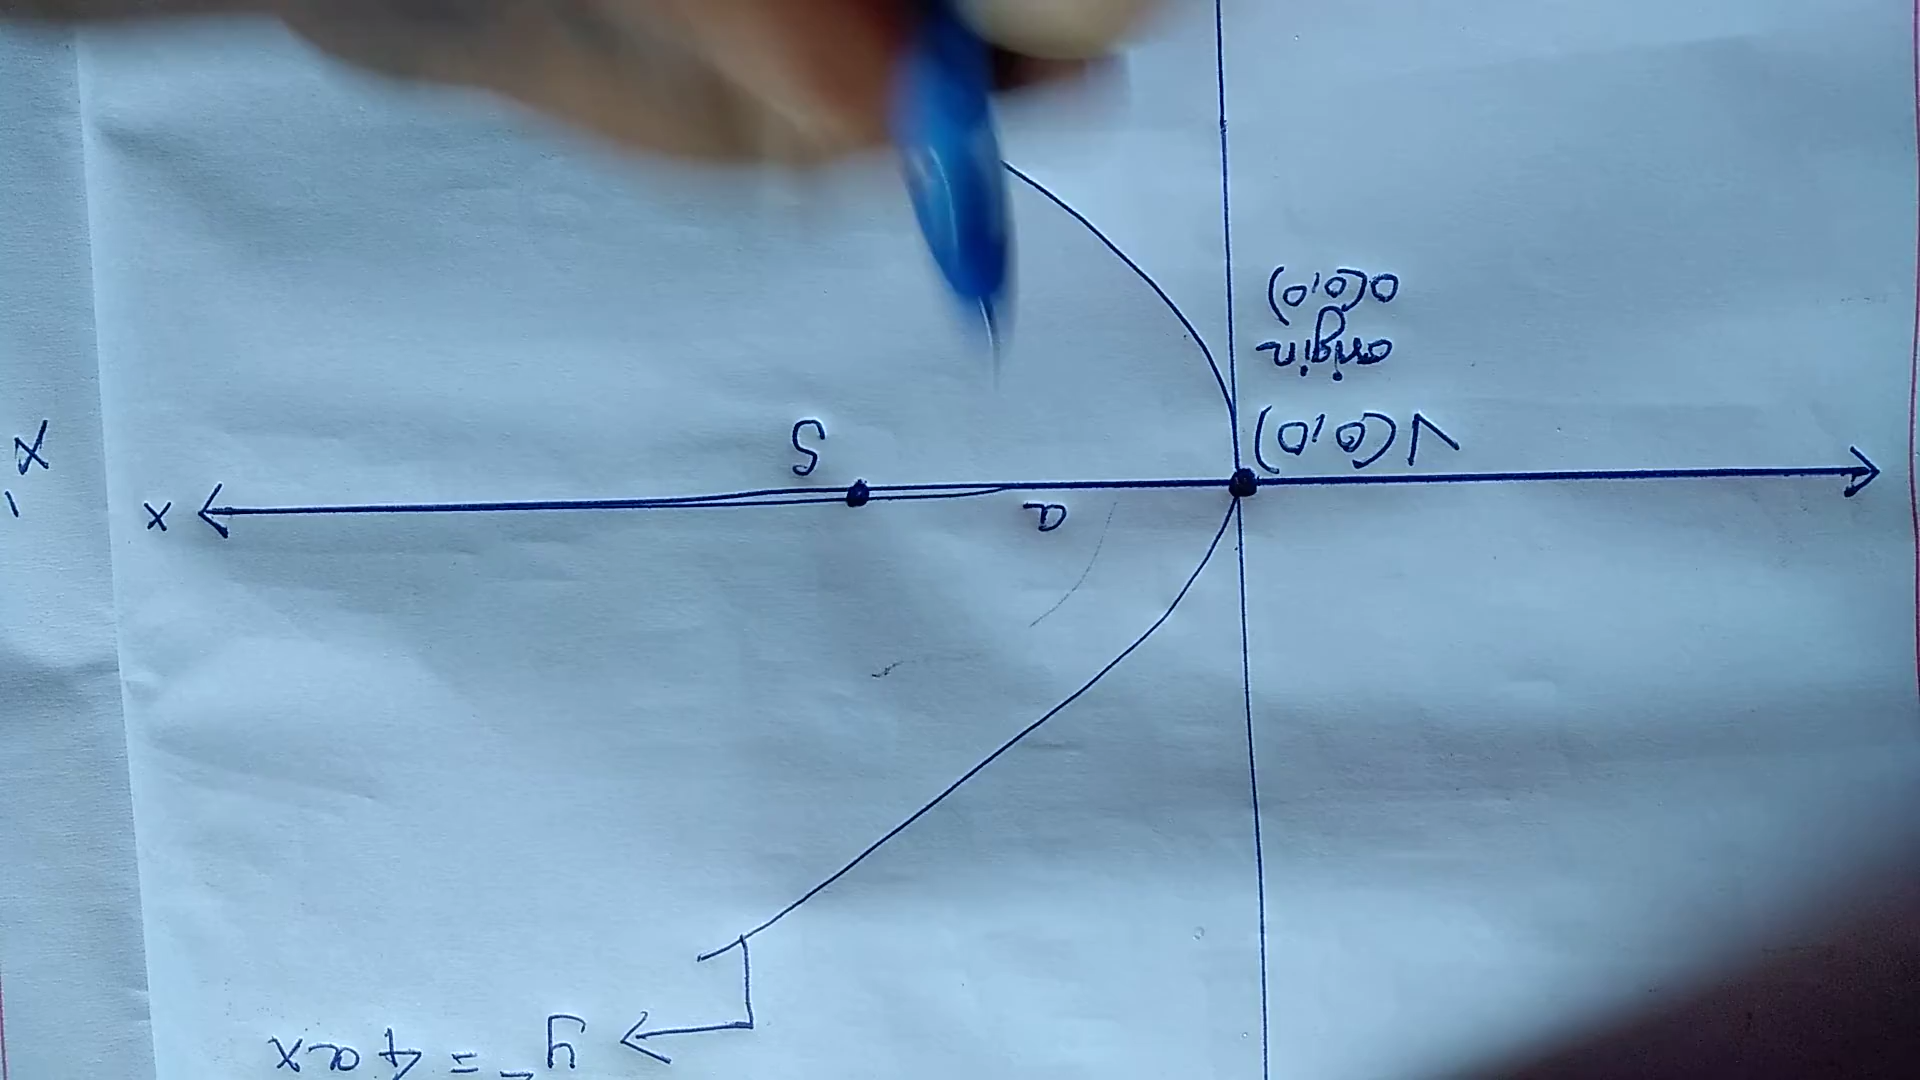 y² = 4ax
x
a
S
V(0,0)
origin
O(0,0)
X'